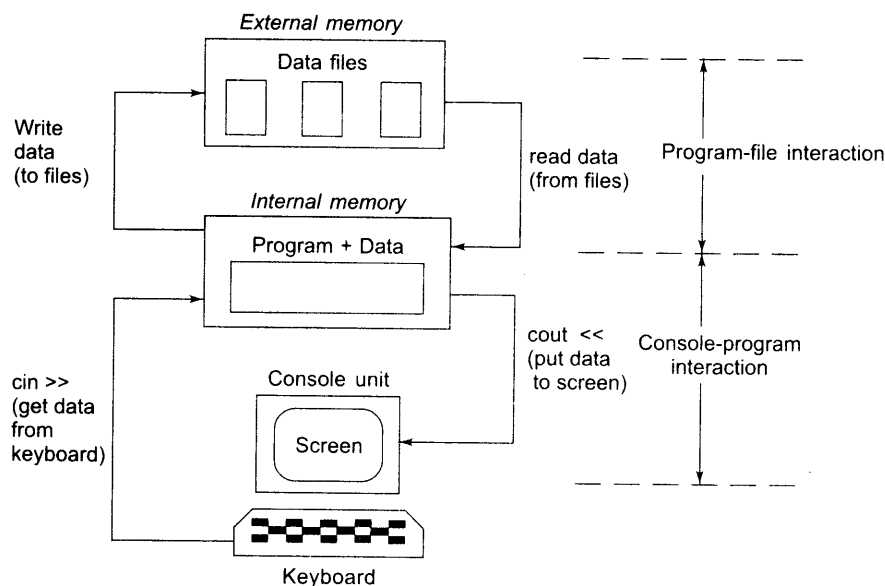 External memory
Data files
Write
data
(to files)
read data
(from files)
Program-file interaction
Internal memory
Program + Data
cin >>
(get data
from
keyboard)
cout <<
(put data
to screen)
Console-program
interaction
Console unit
Screen
Keyboard